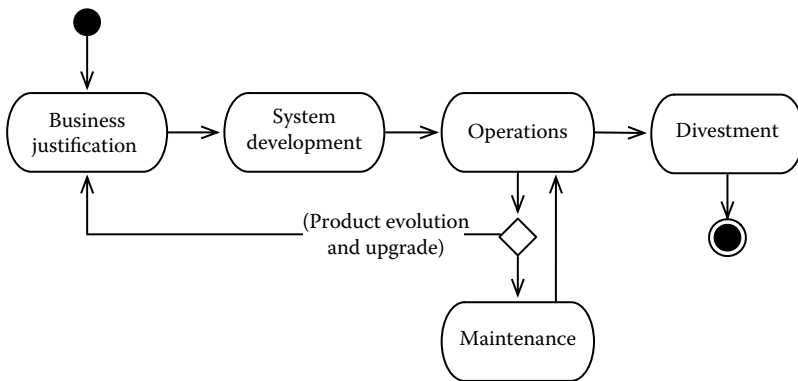 Business
justification
System
development
Operations
Divestment
(Product evolution
and upgrade)
Maintenance